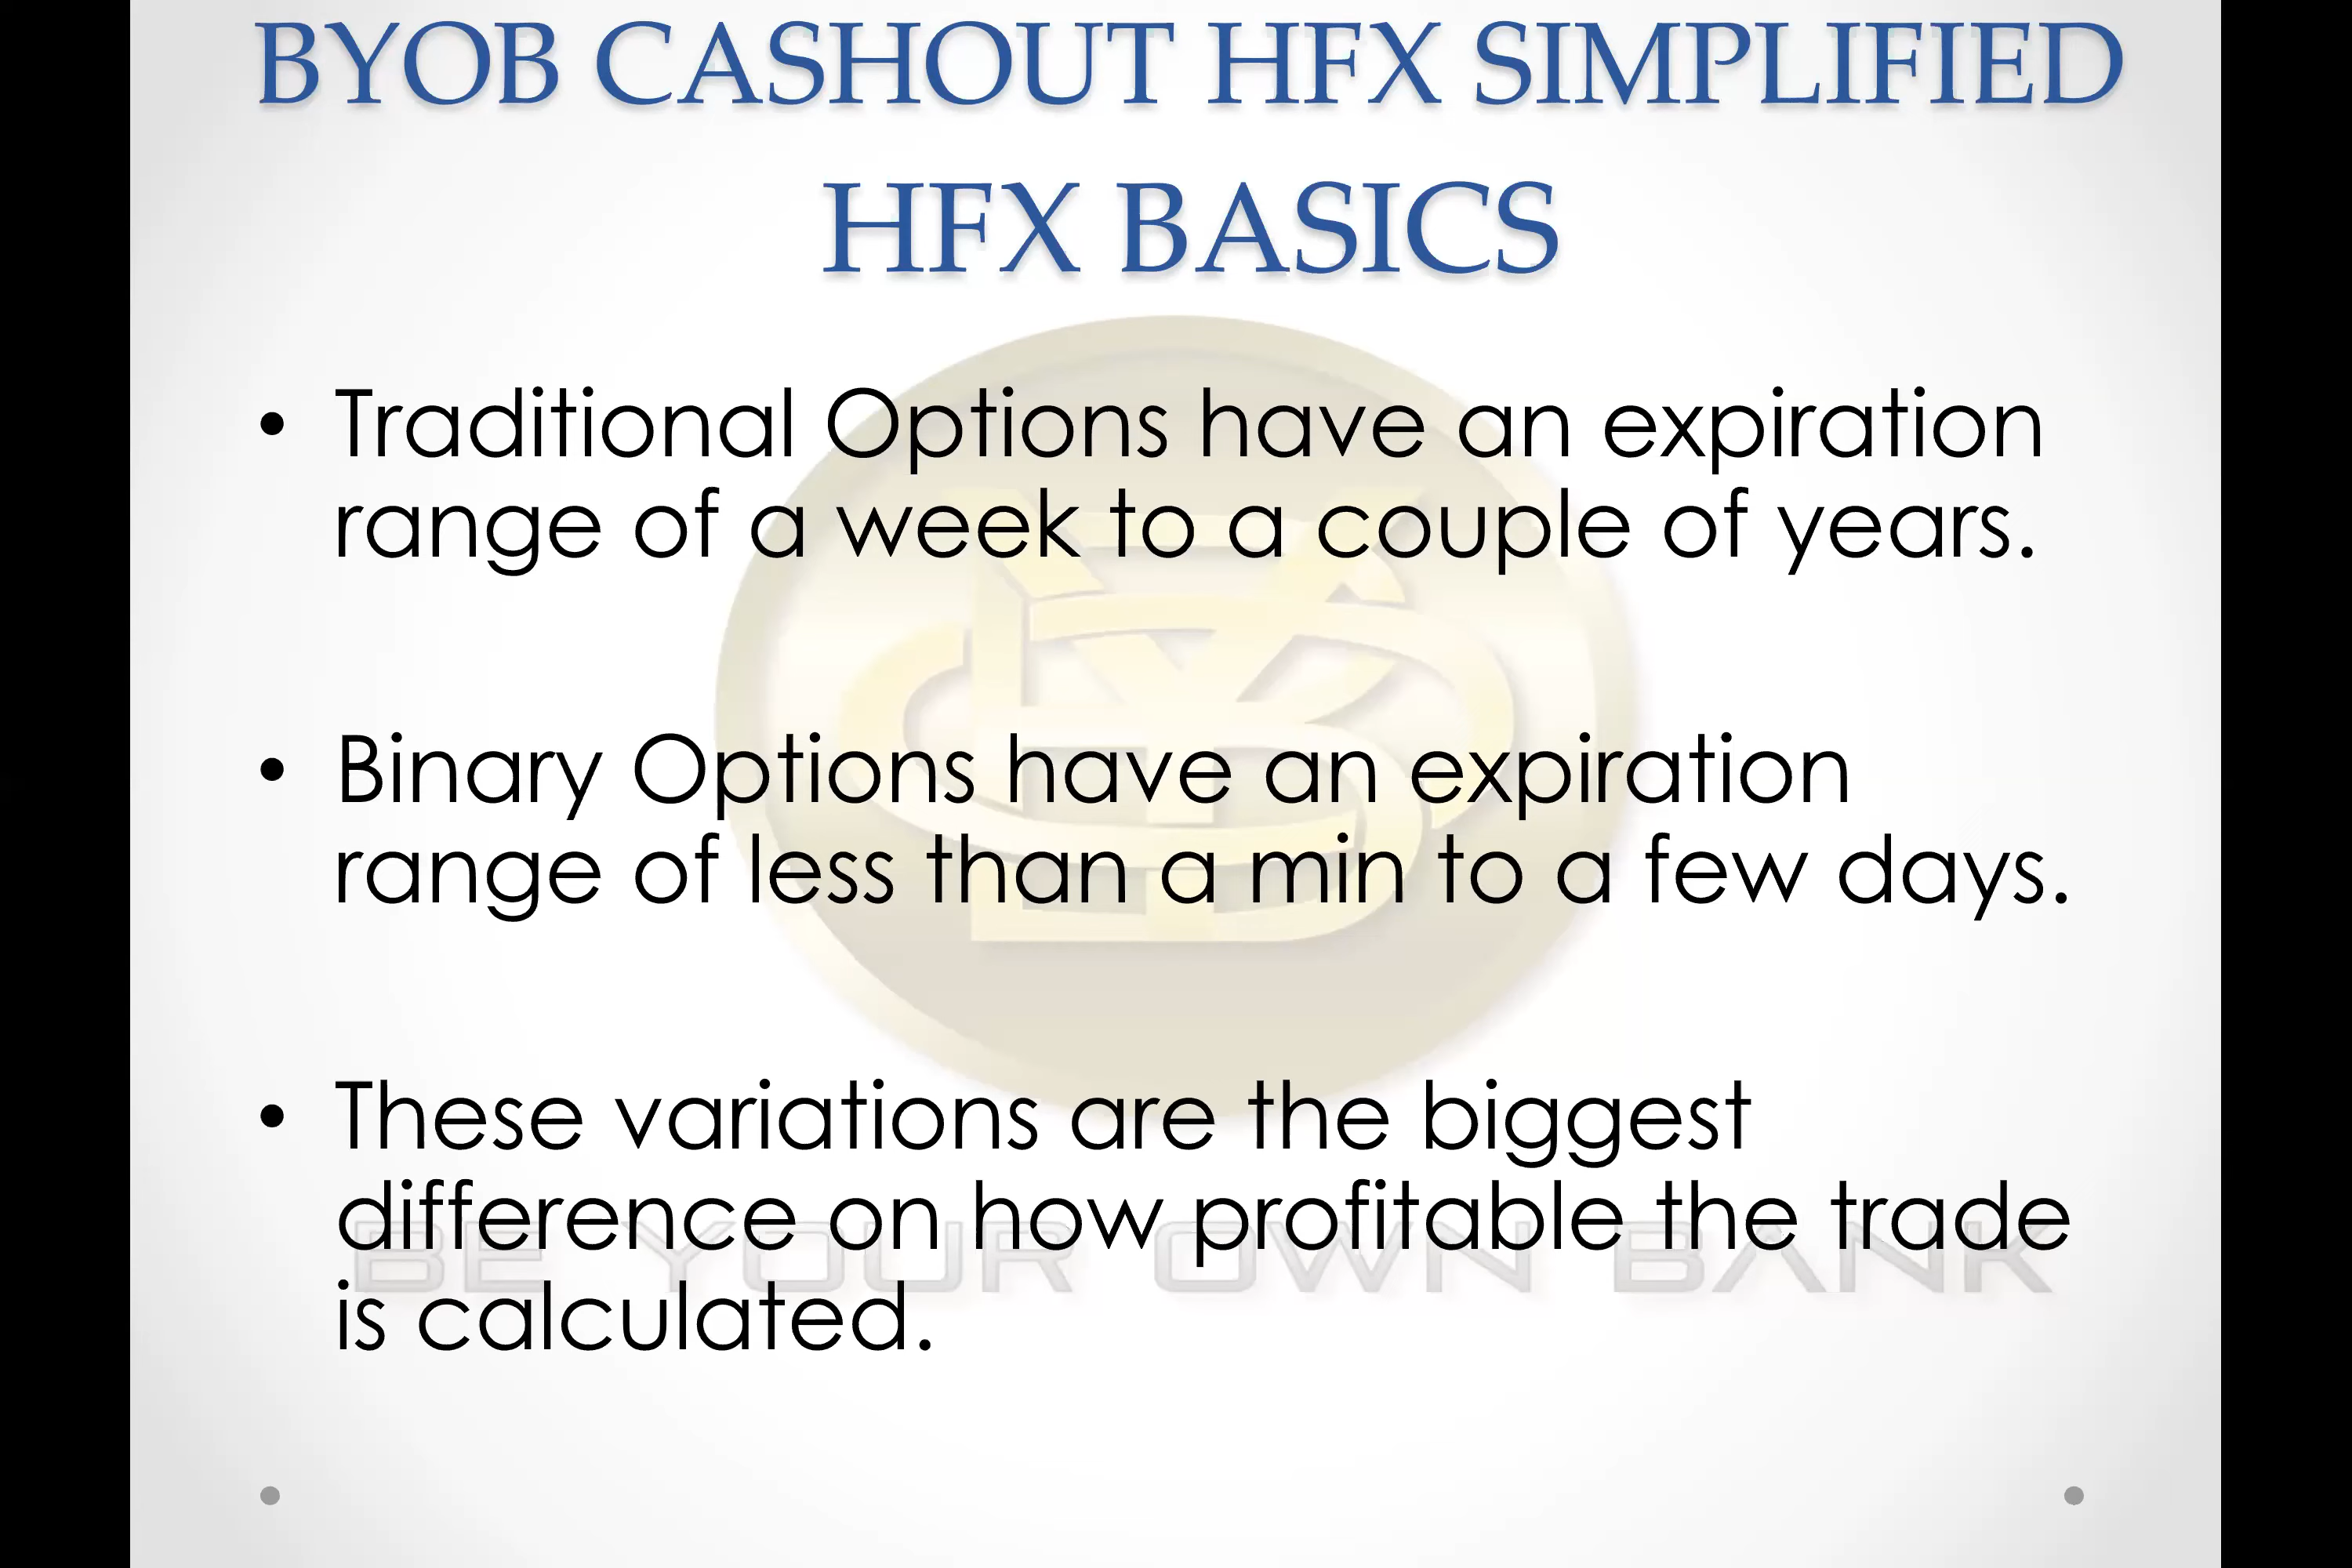 BYOB CASHOUT HFX SIMPLIFIED
HFX BASICS
• Traditional Options have an expiration
range of a week to a couple of years.
• Binary Options have an expiration
range of less than a min to a few days.
• These variations are the biggest
difference on how profitable the trade
BE YOUR OWN BANK
is calculated.